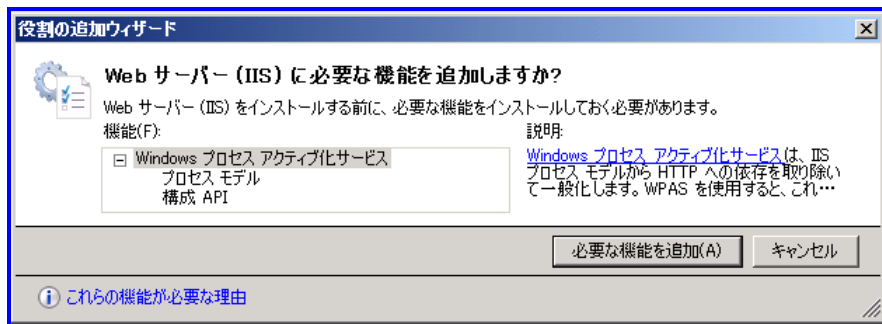 役割の追加ウィザード
Web サーバー (IIS) に必要な機能を追加しますか?
Web サーバー (IIS) をインストールする前に、必要な機能をインストールしておく必要があります。
機能(F):
Windows プロセス アクティブ化サービス
プロセス モデル
構成 API
説明:
Windows プロセス アクティブ化サービスは、IIS
プロセス モデルから HTTP への依存を取り除い
て一般化します。WPAS を使用すると、これ…
必要な機能を追加(A)
キャンセル
これらの機能が必要な理由